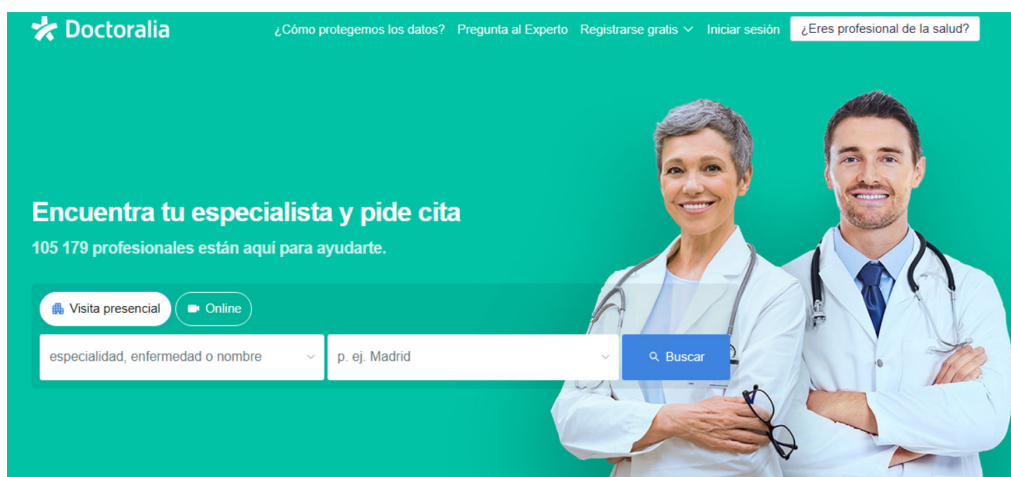 Doctoralia
¿Cómo protegemos los datos? Pregunta al Experto Registrarse gratis Iniciar sesión ¿Eres profesional de la salud?
Encuentra tu especialista y pide cita
105 179 profesionales están aquí para ayudarte.
Visita presencial Online
especialidad, enfermedad o nombre p. ej. Madrid Buscar